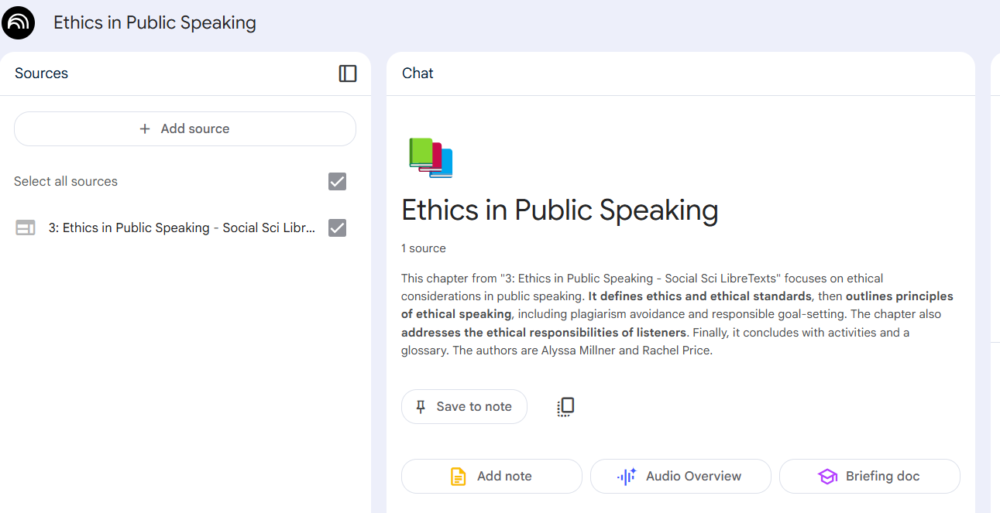 Ethics in Public Speaking
Sources
Add source
Select all sources
3: Ethics in Public Speaking - Social Sci Libr...
Chat
Ethics in Public Speaking
1 source
This chapter from "3: Ethics in Public Speaking - Social Sci LibreTexts" focuses on ethical
considerations in public speaking. It defines ethics and ethical standards, then outlines principles
of ethical speaking, including plagiarism avoidance and responsible goal-setting. The chapter also
addresses the ethical responsibilities of listeners. Finally, it concludes with activities and a
glossary. The authors are Alyssa Millner and Rachel Price.
Save to note
Add note
Audio Overview
Briefing doc